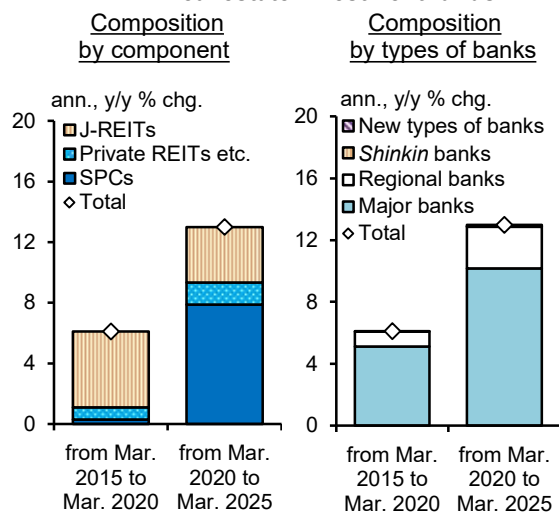 Composition
by component
ann., y/y % chg.
20
16
12
8
4
0
J-REITs
Private REITs etc.
SPCs
Total
from Mar.
2015 to
Mar. 2020
from Mar.
2020 to
Mar. 2025
Composition
by types of banks
ann., y/y % chg.
20
16
12
8
4
0
New types of banks
Shinkin banks
Regional banks
Major banks
Total
from Mar.
2015 to
Mar. 2020
from Mar.
2020 to
Mar. 2025